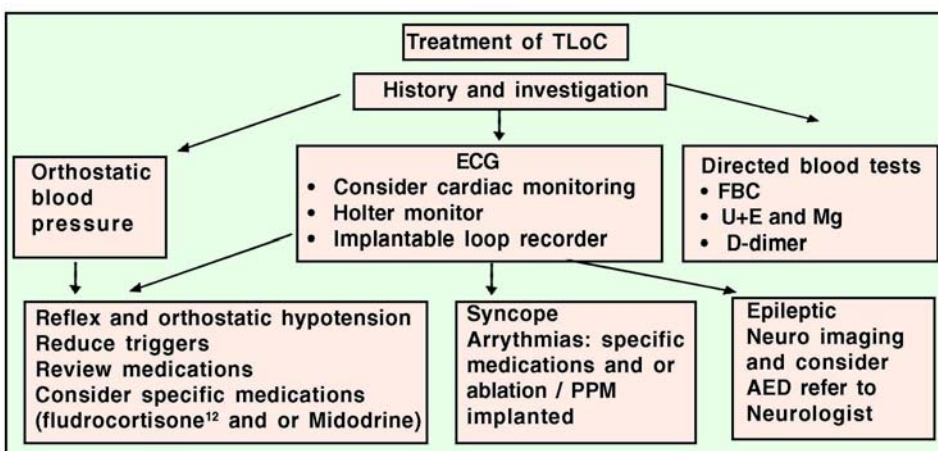 Treatment of TLoC
History and investigation
Orthostatic
blood
pressure
ECG
• Consider cardiac monitoring
• Holter monitor
• Implantable loop recorder
Directed blood tests
• FBC
• U+E and Mg
• D-dimer
Reflex and orthostatic hypotension
Reduce triggers
Review medications
Consider specific medications
(fludrocortisone¹² and or Midodrine)
Syncope
Arrythmias: specific
medications and or
ablation / PPM
implanted
Epileptic
Neuro imaging
and consider
AED refer to
Neurologist